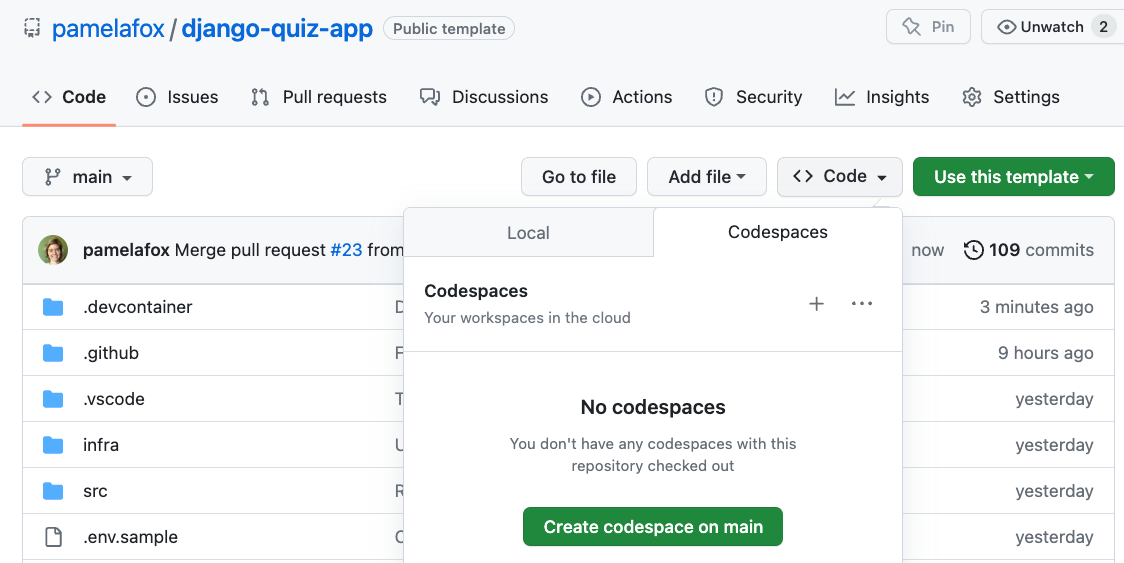 pamelafox / django-quiz-app Public template Pin Unwatch 2
Code Issues Pull requests Discussions Actions Security Insights Settings
main Go to file Add file Code Use this template
pamelafox Merge pull request #23 from now 109 commits
Local Codespaces
Codespaces
Your workspaces in the cloud
No codespaces
You don't have any codespaces with this
repository checked out
Create codespace on main
.devcontainer D 3 minutes ago
.github F 9 hours ago
.vscode T yesterday
infra U yesterday
src R yesterday
.env.sample C yesterday